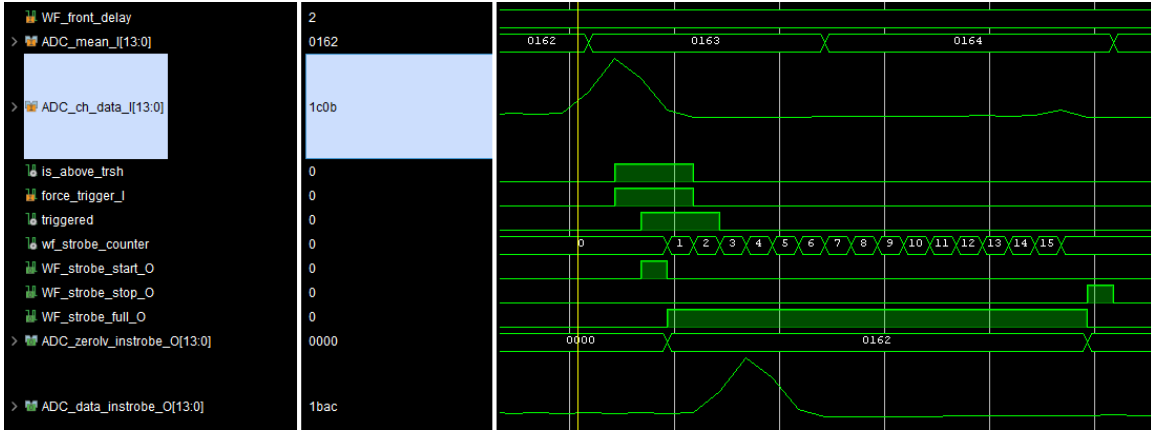 WF_front_delay 2
ADC_mean_I[13:0] 0162 0162 0163 0164
ADC_ch_data_I[13:0] 1c0b
is_above_trsh 0
force_trigger_I 0
triggered 0
wf_strobe_counter 0 0 1 2 3 4 5 6 7 8 9 10 11 12 13 14 15
WF_strobe_start_O 0
WF_strobe_stop_O 0
WF_strobe_full_O 0
ADC_zerolv_instrobe_O[13:0] 0000 0000 0162
ADC_data_instrobe_O[13:0] 1bac